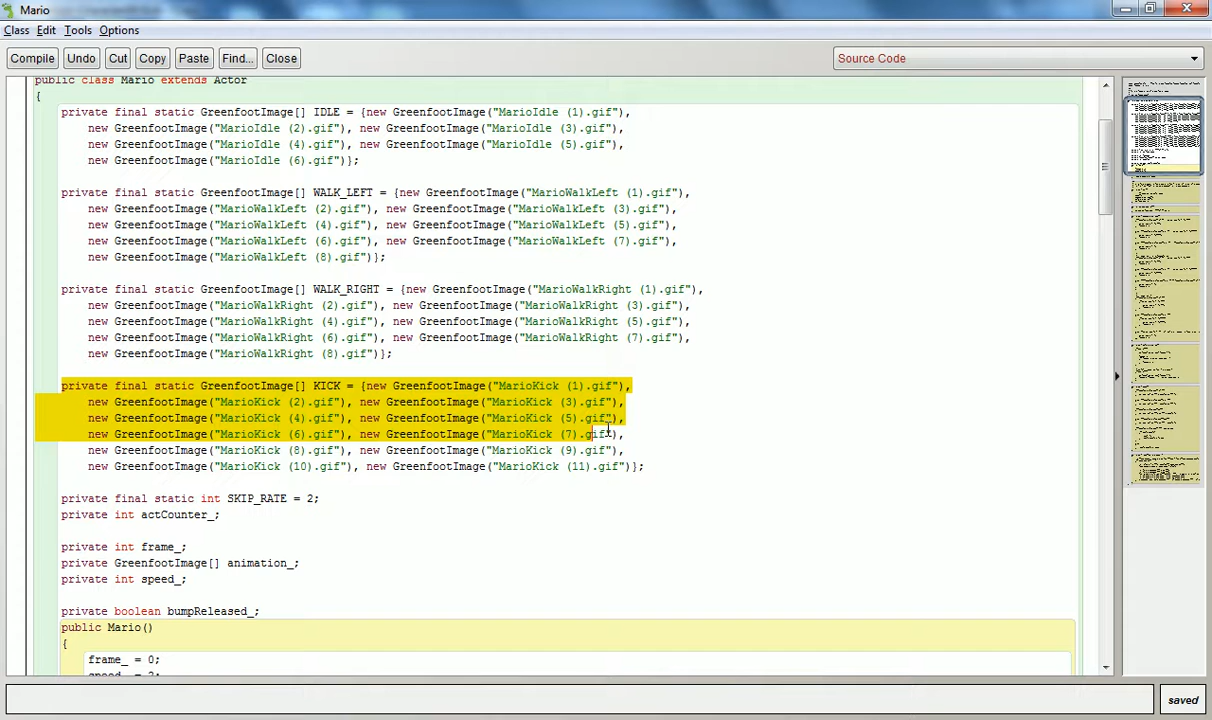 Mario
Class Edit Tools Options
Compile Undo Cut Copy Paste Find... Close Source Code
public class Mario extends Actor
{
private final static GreenfootImage[] IDLE = {new GreenfootImage("MarioIdle (1).gif"),
new GreenfootImage("MarioIdle (2).gif"), new GreenfootImage("MarioIdle (3).gif"),
new GreenfootImage("MarioIdle (4).gif"), new GreenfootImage("MarioIdle (5).gif"),
new GreenfootImage("MarioIdle (6).gif")};
private final static GreenfootImage[] WALK_LEFT = {new GreenfootImage("MarioWalkLeft (1).gif"),
new GreenfootImage("MarioWalkLeft (2).gif"), new GreenfootImage("MarioWalkLeft (3).gif"),
new GreenfootImage("MarioWalkLeft (4).gif"), new GreenfootImage("MarioWalkLeft (5).gif"),
new GreenfootImage("MarioWalkLeft (6).gif"), new GreenfootImage("MarioWalkLeft (7).gif"),
new GreenfootImage("MarioWalkLeft (8).gif")};
private final static GreenfootImage[] WALK_RIGHT = {new GreenfootImage("MarioWalkRight (1).gif"),
new GreenfootImage("MarioWalkRight (2).gif"), new GreenfootImage("MarioWalkRight (3).gif"),
new GreenfootImage("MarioWalkRight (4).gif"), new GreenfootImage("MarioWalkRight (5).gif"),
new GreenfootImage("MarioWalkRight (6).gif"), new GreenfootImage("MarioWalkRight (7).gif"),
new GreenfootImage("MarioWalkRight (8).gif")};
private final static GreenfootImage[] KICK = {new GreenfootImage("MarioKick (1).gif"),
new GreenfootImage("MarioKick (2).gif"), new GreenfootImage("MarioKick (3).gif"),
new GreenfootImage("MarioKick (4).gif"), new GreenfootImage("MarioKick (5).gif"),
new GreenfootImage("MarioKick (6).gif"), new GreenfootImage("MarioKick (7).gif"),
new GreenfootImage("MarioKick (8).gif"), new GreenfootImage("MarioKick (9).gif"),
new GreenfootImage("MarioKick (10).gif"), new GreenfootImage("MarioKick (11).gif")};
private final static int SKIP_RATE = 2;
private int actCounter_;
private int frame_;
private GreenfootImage[] animation_;
private int speed_;
private boolean bumpReleased_;
public Mario()
{
frame_ = 0;
saved